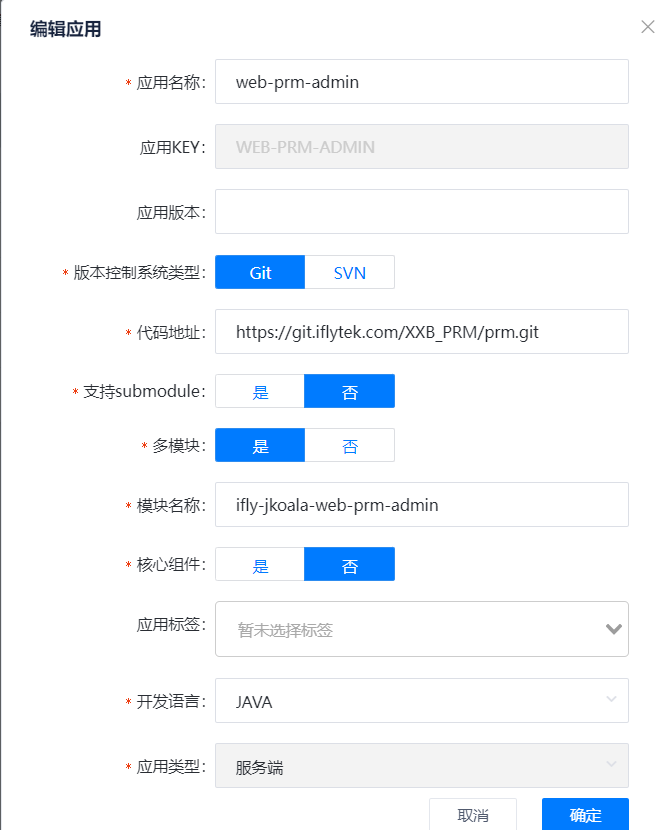 编辑应用
* 应用名称: web-prm-admin
应用KEY: WEB-PRM-ADMIN
应用版本:
* 版本控制系统类型: Git SVN
* 代码地址: https://git.iflytek.com/XXB_PRM/prm.git
* 支持submodule: 是 否
* 多模块: 是 否
* 模块名称: ifly-jkoala-web-prm-admin
* 核心组件: 是 否
应用标签: 暂未选择标签
* 开发语言: JAVA
* 应用类型: 服务端
取消 确定